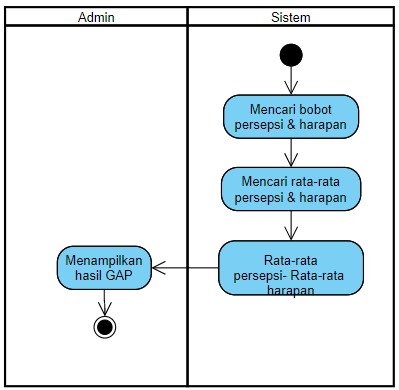 Admin
Sistem
Mencari bobot
persepsi & harapan
Mencari rata-rata
persepsi & harapan
Rata-rata
persepsi- Rata-rata
harapan
Menampilkan
hasil GAP